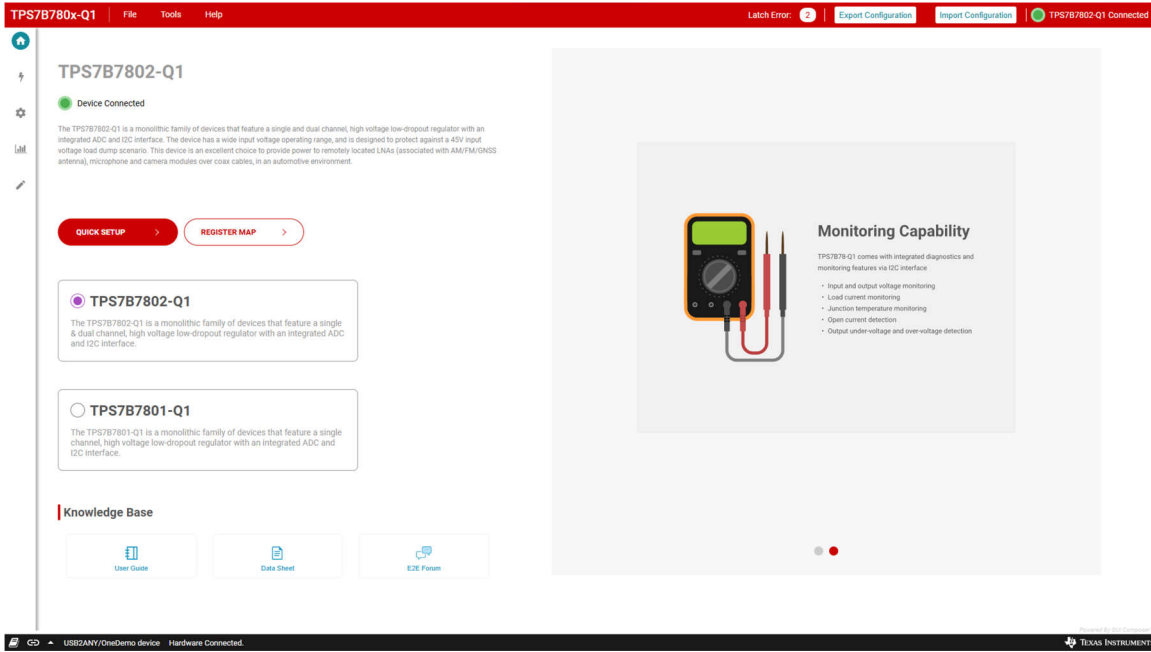 TPS7B780x-Q1 File Tools Help Latch Error: 2 Export Configuration Import Configuration TPS7B7802-Q1 Connected
TPS7B7802-Q1
Device Connected
The TPS7B7802-Q1 is a monolithic family of devices that feature a single and dual channel, high voltage low-dropout regulator with an
integrated ADC and I2C interface. The device has a wide input voltage operating range, and is designed to protect against a 45V input
voltage load dump scenario. This device is an excellent choice to provide power to remotely located LNAs (associated with AM/FM/GNSS
antenna), microphone and camera modules over coax cables, in an automotive environment.
QUICK SETUP > REGISTER MAP >
TPS7B7802-Q1
The TPS7B7802-Q1 is a monolithic family of devices that feature a single
& dual channel, high voltage low-dropout regulator with an integrated ADC
and I2C interface.
TPS7B7801-Q1
The TPS7B7801-Q1 is a monolithic family of devices that feature a single
channel, high voltage low-dropout regulator with an integrated ADC and
I2C interface.
Knowledge Base
User Guide Data Sheet E2E Forum
Monitoring Capability
TPS7B78-Q1 comes with integrated diagnostics and
monitoring features via I2C interface
• Input and output voltage monitoring
• Load current monitoring
• Junction temperature monitoring
• Open current detection
• Output under-voltage and over-voltage detection
Powered By GUI Composer
USB2ANY/OneDemo device Hardware Connected. TEXAS INSTRUMENTS